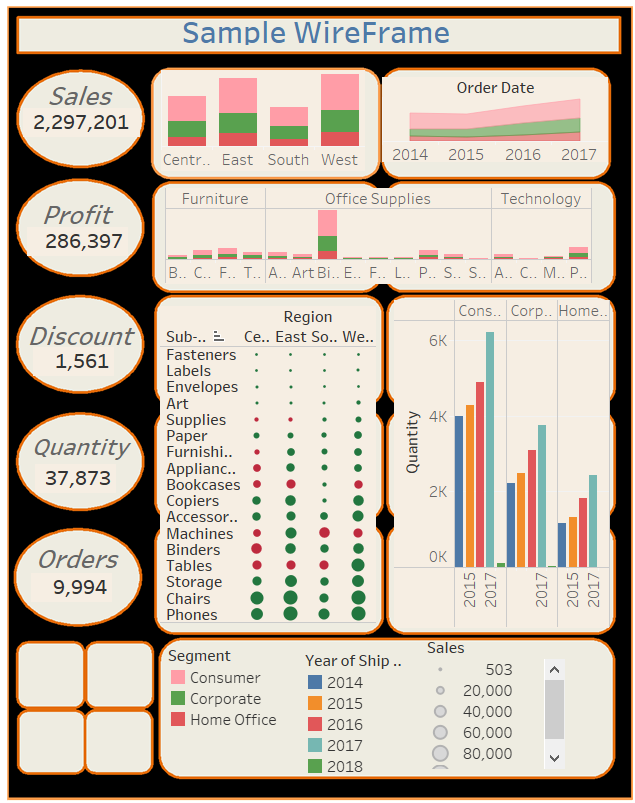 Sample WireFrame
Sales
2,297,201
Centr.. East South West
Order Date
2014 2015 2016 2017
Profit
286,397
Furniture Office Supplies Technology
B.. C.. F.. T.. A.. Art Bi.. E.. F.. L.. P.. S.. S.. A.. C.. M.. P..
Discount
1,561
Quantity
37,873
Orders
9,994
Region
Sub-.. Ce.. East So.. We..
Fasteners
Labels
Envelopes
Art
Supplies
Paper
Furnishi..
Applianc..
Bookcases
Copiers
Accessor..
Machines
Binders
Tables
Storage
Chairs
Phones
Cons.. Corp.. Home..
Quantity
6K
4K
2K
0K
2015 2017 2017 2015 2017
Segment
Consumer
Corporate
Home Office
Year of Ship ..
2014
2015
2016
2017
2018
Sales
503
20,000
40,000
60,000
80,000